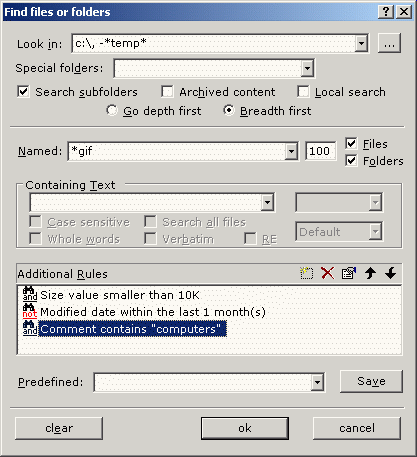 Find files or folders
Look in: c:\, -*temp* ...
Special folders:
Search subfolders Archived content Local search
Go depth first Breadth first
Named: *gif 100 Files
Folders
Containing Text
Case sensitive Search all files
Whole words Verbatim RE Default
Additional Rules
and Size value smaller than 10K
not Modified date within the last 1 month(s)
and Comment contains "computers"
Predefined: Save
clear ok cancel